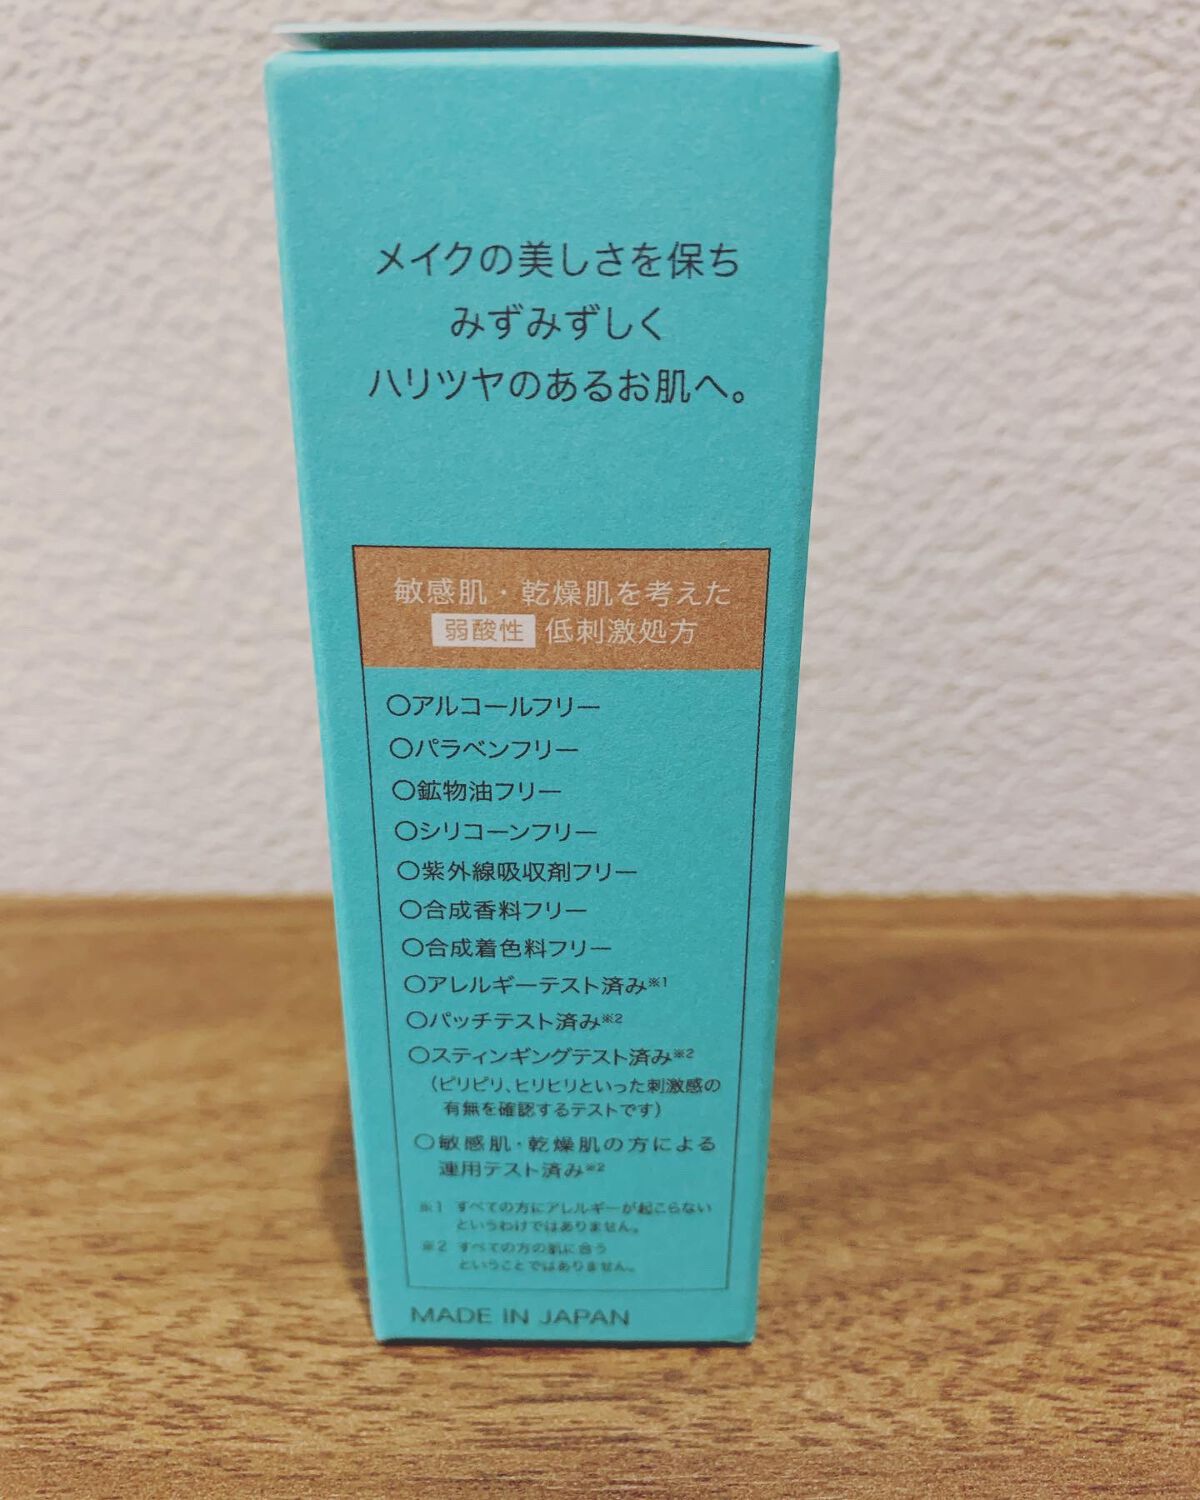 メイクの美しさを保ち
みずみずしく
ハリツヤのあるお肌へ。
敏感肌・乾燥肌を考えた
弱酸性 低刺激処方
○アルコールフリー
○パラベンフリー
○鉱物油フリー
○シリコーンフリー
○紫外線吸収剤フリー
○合成香料フリー
○合成着色料フリー
○アレルギーテスト済み※1
○パッチテスト済み※2
○スティンギングテスト済み※2
（ピリピリ、ヒリヒリといった刺激感の
有無を確認するテストです）
○敏感肌・乾燥肌の方による
連用テスト済み※2
※1 すべての方にアレルギーが起こらない
というわけではありません。
※2 すべての方の肌に合う
ということではありません。
MADE IN JAPAN